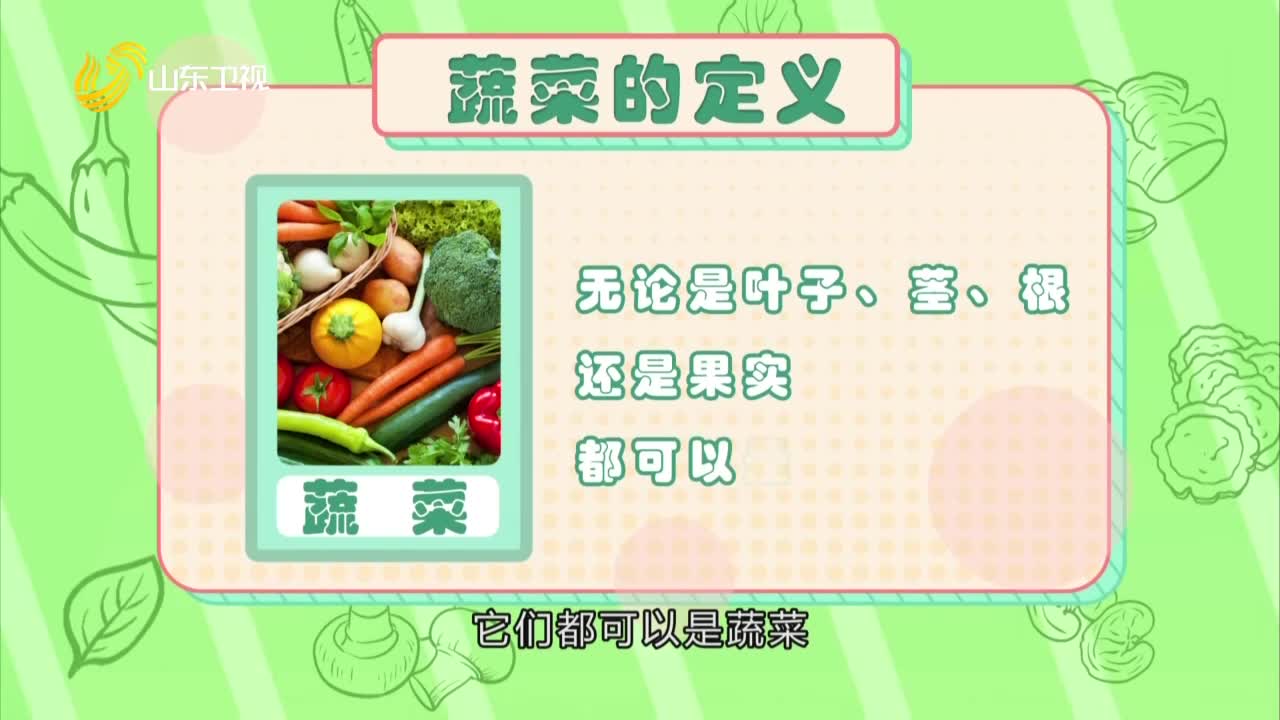 山东卫视
蔬菜的定义
无论是叶子、茎、根
还是果实
都可以
蔬 菜
它们都可以是蔬菜